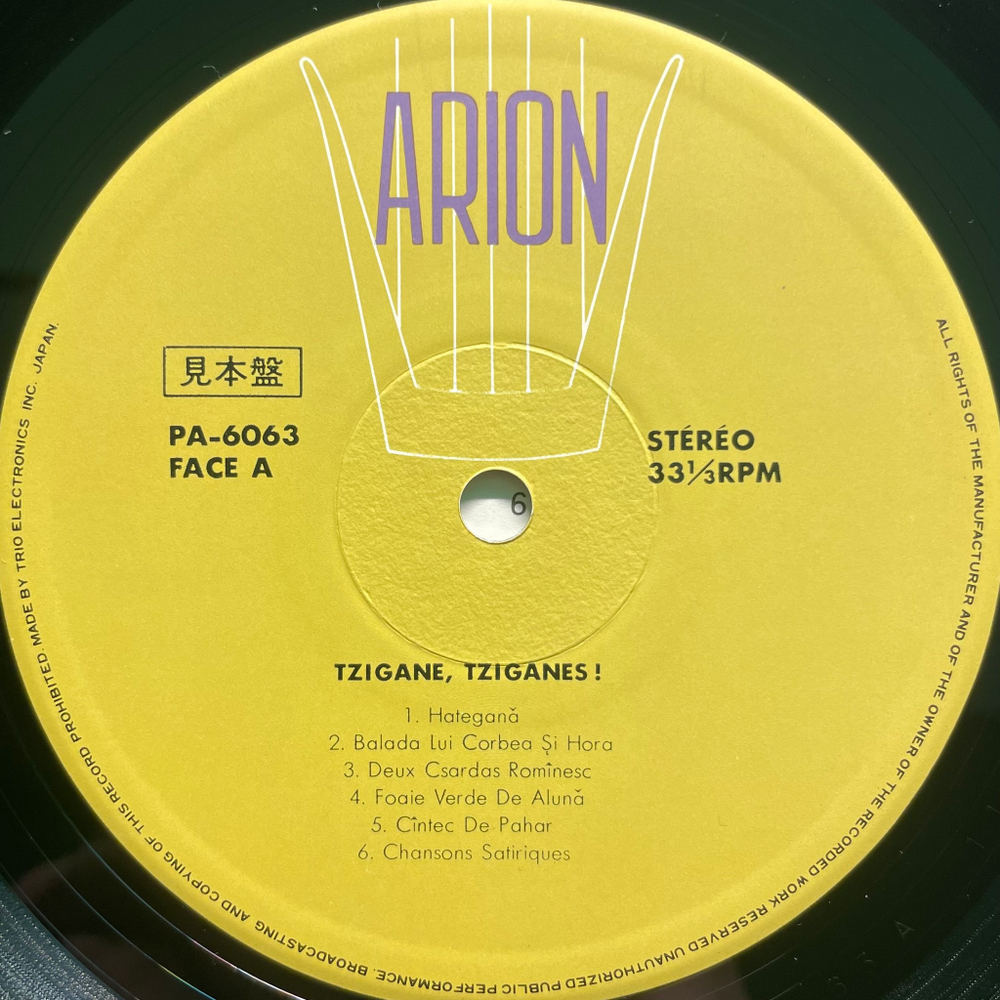 ARION
見本盤
PA-6063
FACE A
STÉRÉO
33⅓RPM
6
TZIGANE, TZIGANES!
1. Hateganǎ
2. Balada Lui Corbea Şi Hora
3. Deux Csardas Romînesc
4. Foaie Verde De Alunǎ
5. Cîntec De Pahar
6. Chansons Satiriques
ALL RIGHTS OF THE MANUFACTURER AND OF THE OWNER OF THE RECORDED WORK RESERVED UNAUTHORIZED PUBLIC PERFORMANCE. BROADCASTING AND COPYING OF THIS RECORD PROHIBITED. MADE BY TRIO ELECTRONICS INC. JAPAN.